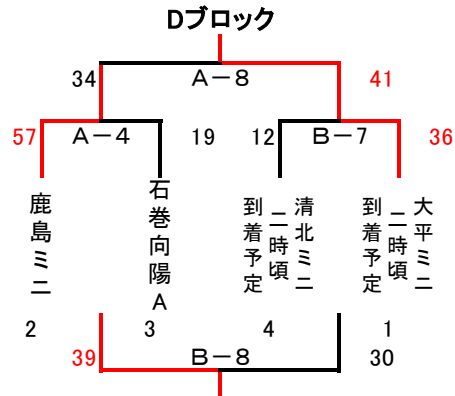 Dブロック
34 A－8 41
57 A－4 19 12 B－7 36
鹿島ミニ
石巻向陽A
清北ミニ
二時頃
到着予定
大平ミニ
二時頃
到着予定
2 3 4 1
39 B－8 30